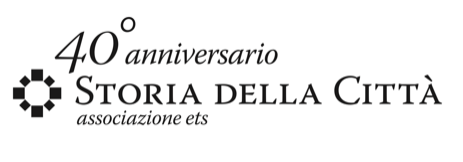 40° anniversario
STORIA DELLA CITTÀ
associazione ets